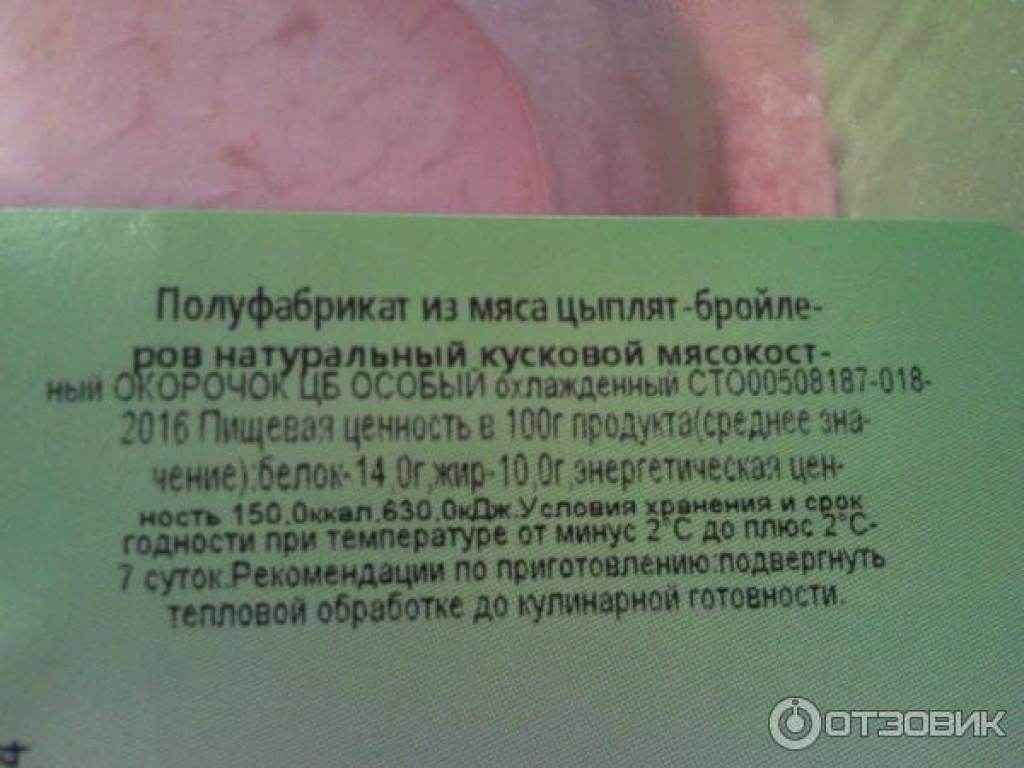 Полуфабрикат из мяса цыплят-бройле-
ров натуральный кусковой мясокост-
ный ОКОРОЧОК ЦБ ОСОБЫЙ охлажденный СТО00508187-018-
2016 Пищевая ценность в 100г продукта(среднее зна-
чение):белок-14,0г,жир-10,0г,энергетическая цен-
ность 150,0ккал,630,0кДж.Условия хранения и срок
годности при температуре от минус 2°С до плюс 2°С-
7 суток.Рекомендации по приготовлению:подвергнуть
тепловой обработке до кулинарной готовности.
4
ОТЗОВИК